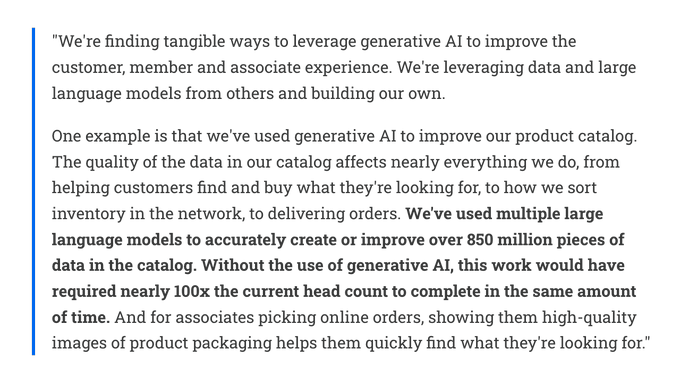 "We're finding tangible ways to leverage generative AI to improve the
customer, member and associate experience. We're leveraging data and large
language models from others and building our own.
One example is that we've used generative AI to improve our product catalog.
The quality of the data in our catalog affects nearly everything we do, from
helping customers find and buy what they're looking for, to how we sort
inventory in the network, to delivering orders. We've used multiple large
language models to accurately create or improve over 850 million pieces of
data in the catalog. Without the use of generative AI, this work would have
required nearly 100x the current head count to complete in the same amount
of time. And for associates picking online orders, showing them high-quality
images of product packaging helps them quickly find what they're looking for."